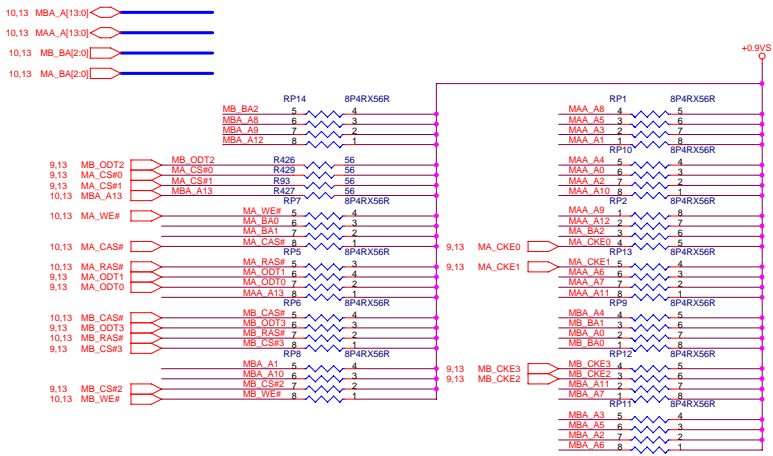 10,13 MBA_A[13:0]
10,13 MAA_A[13:0]
10,13 MB_BA[2:0]
10,13 MA_BA[2:0]
+0.9VS
RP14 8P4RX56R
MB_BA2 5 4
MBA_A8 6 3
MBA_A9 7 2
MBA_A12 8 1
9,13 MB_ODT2 MB_ODT2 R426 56
9,13 MA_CS#0 MA_CS#0 R429 56
9,13 MA_CS#1 MA_CS#1 R93 56
10,13 MBA_A13 MBA_A13 R427 56
RP7 8P4RX56R
10,13 MA_WE# MA_WE# 5 4
MA_BA0 6 3
MA_BA1 7 2
10,13 MA_CAS# MA_CAS# 8 1
RP5 8P4RX56R
10,13 MA_RAS# MA_RAS# 5 4
9,13 MA_ODT1 MA_ODT1 6 3
9,13 MA_ODT0 MA_ODT0 7 2
MAA_A13 8 1
RP6 8P4RX56R
10,13 MB_CAS# MB_CAS# 5 4
9,13 MB_ODT3 MB_ODT3 6 3
10,13 MB_RAS# MB_RAS# 7 2
9,13 MB_CS#3 MB_CS#3 8 1
RP8 8P4RX56R
MBA_A1 5 4
MBA_A10 6 3
9,13 MB_CS#2 MB_CS#2 7 2
10,13 MB_WE# MB_WE# 8 1
RP1 8P4RX56R
MAA_A8 4 5
MAA_A5 3 6
MAA_A3 2 7
MAA_A1 1 8
RP10 8P4RX56R
MAA_A4 5 4
MAA_A0 6 3
MAA_A2 7 2
MAA_A10 8 1
RP2 8P4RX56R
MAA_A9 1 8
MAA_A12 2 7
MA_BA2 3 6
9,13 MA_CKE0 MA_CKE0 4 5
RP13 8P4RX56R
9,13 MA_CKE1 MA_CKE1 5 4
MAA_A6 6 3
MAA_A7 7 2
MAA_A11 8 1
RP9 8P4RX56R
MBA_A4 4 5
MB_BA1 3 6
MBA_A0 2 7
MB_BA0 1 8
RP12 8P4RX56R
9,13 MB_CKE3 MB_CKE3 4 5
9,13 MB_CKE2 MB_CKE2 3 6
MBA_A11 2 7
MBA_A7 1 8
RP11 8P4RX56R
MBA_A3 5 4
MBA_A5 6 3
MBA_A2 7 2
MBA_A6 8 1